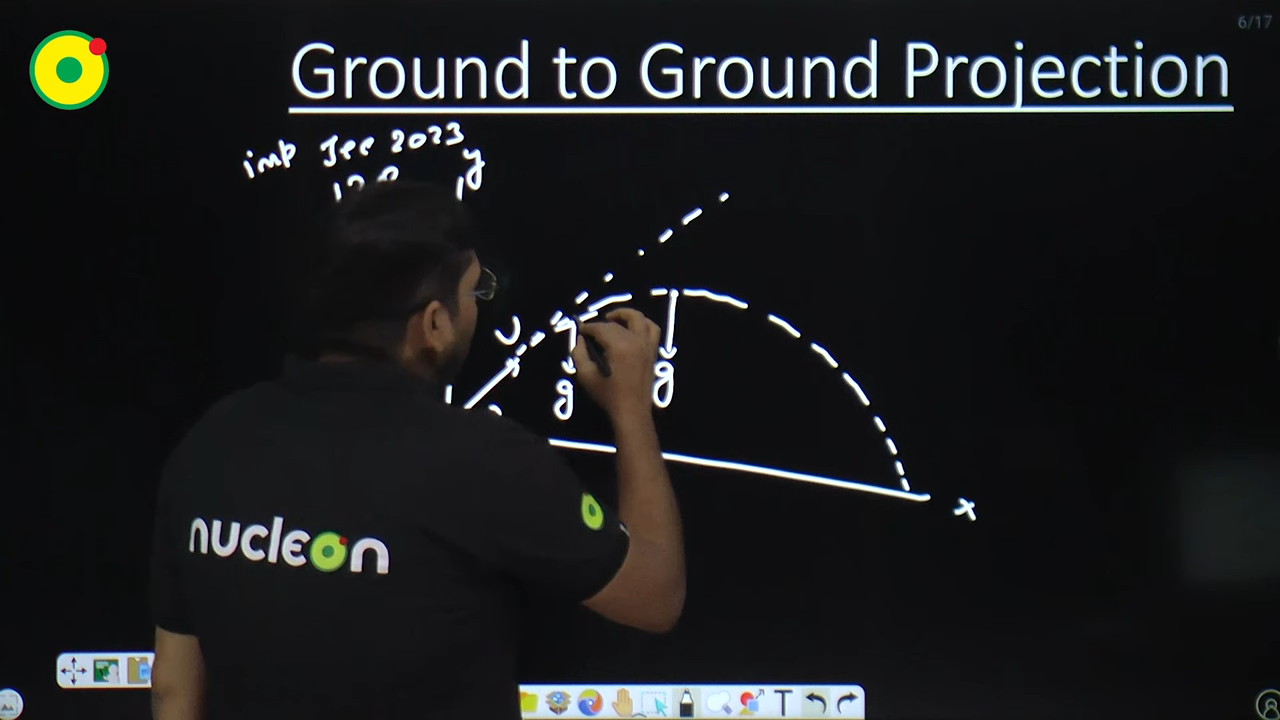 6/17
Ground to Ground Projection
imp Jee 2023
y
U
g
g
x
nucleon
T